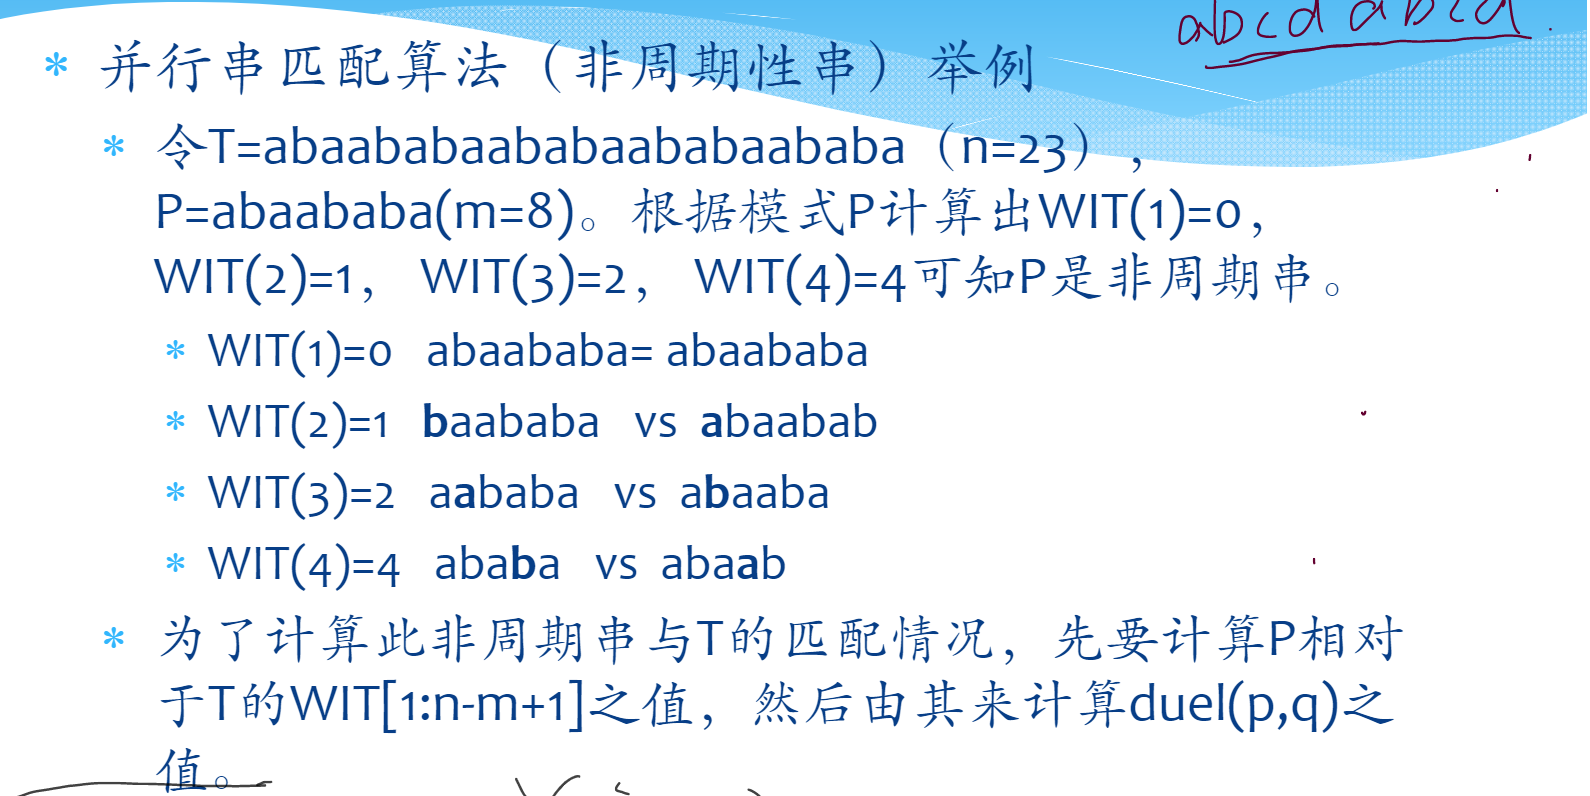 abcd abcd
并行串匹配算法（非周期性串）举例
令T=abaababaababaababaababa（n=23），
P=abaababa(m=8)。根据模式P计算出WIT(1)=0，
WIT(2)=1， WIT(3)=2， WIT(4)=4可知P是非周期串。
WIT(1)=0 abaababa= abaababa
WIT(2)=1 baababa vs abaabab
WIT(3)=2 aababa vs abaaba
WIT(4)=4 ababa vs abaab
为了计算此非周期串与T的匹配情况，先要计算P相对
于T的WIT[1:n-m+1]之值，然后由其来计算duel(p,q)之
值。